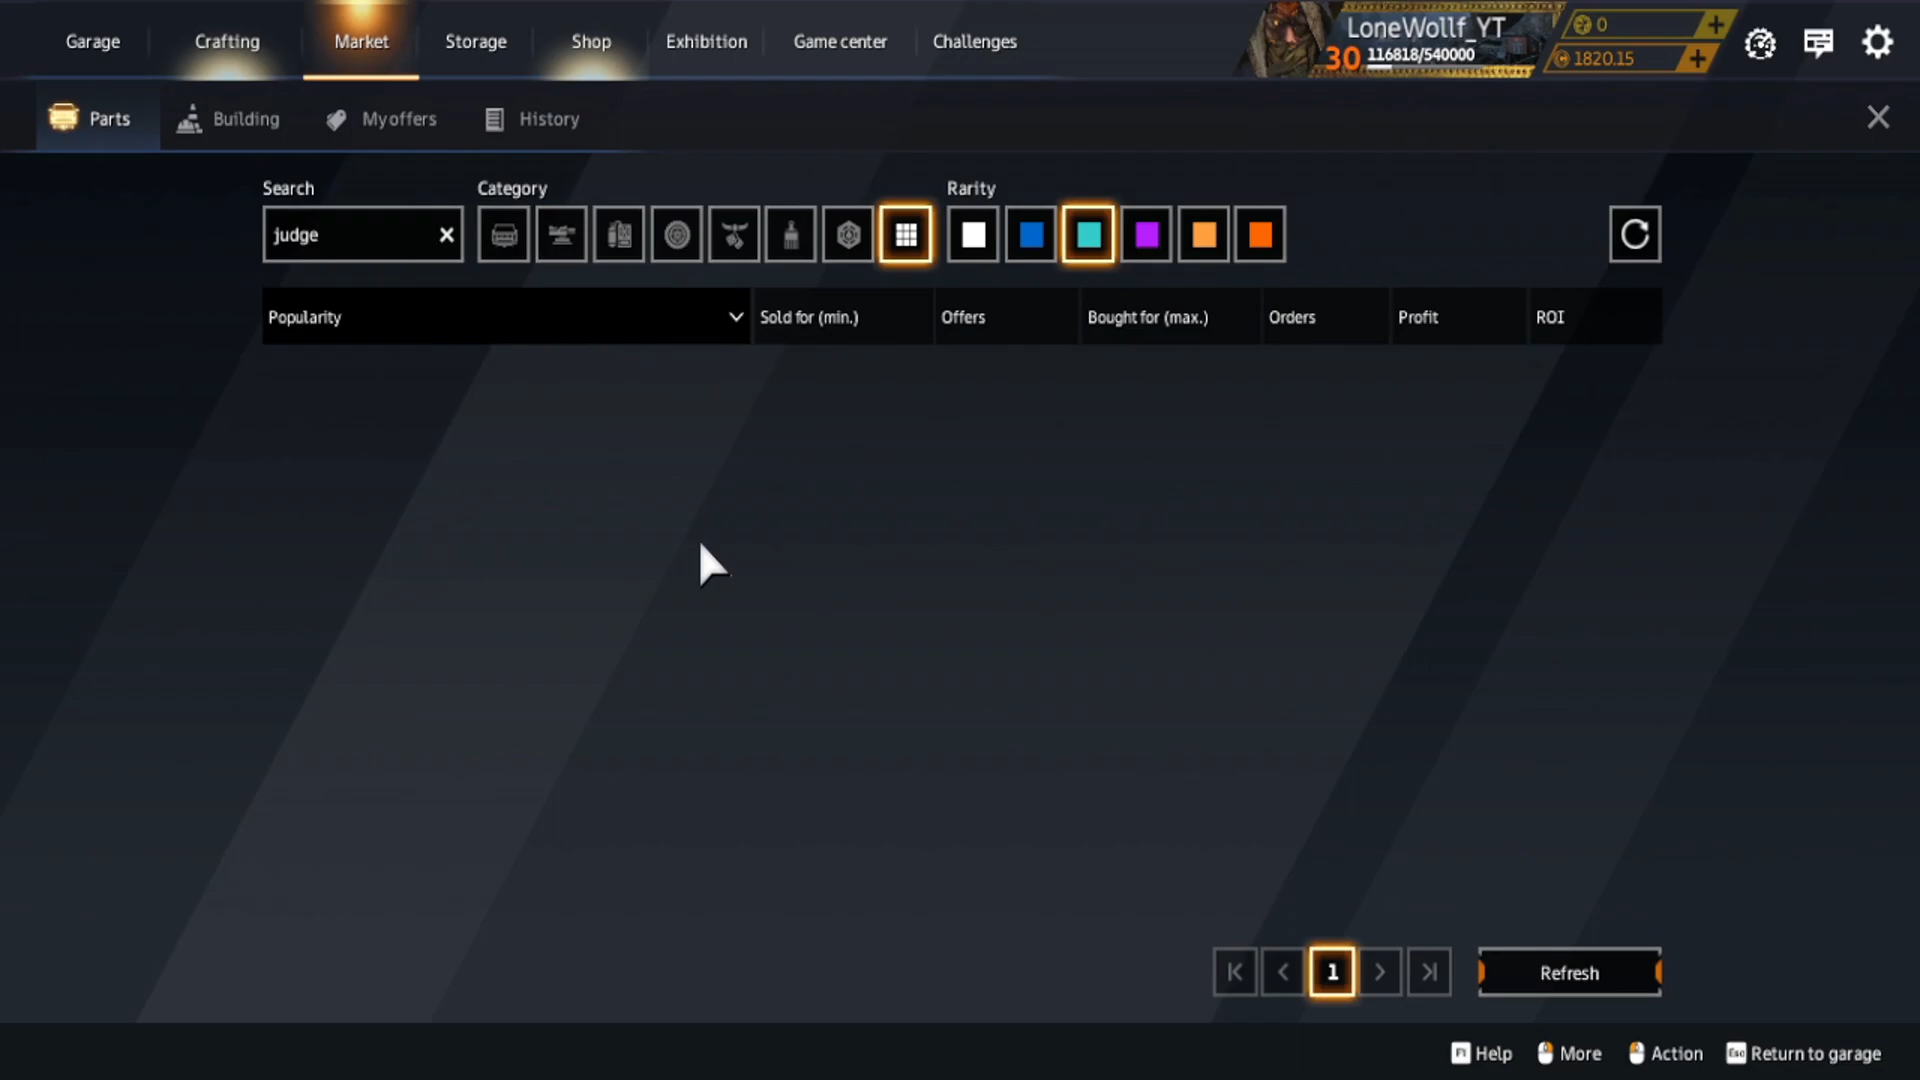 Garage
Crafting
Market
Storage
Shop
Exhibition
Game center
Challenges
LoneWollf_YT
30
116818/540000
0
1820.15
Parts
Building
My offers
History
Search
Category
Rarity
judge
Popularity
Sold for (min.)
Offers
Bought for (max.)
Orders
Profit
ROI
1
Refresh
F1 Help
More
Action
Esc Return to garage